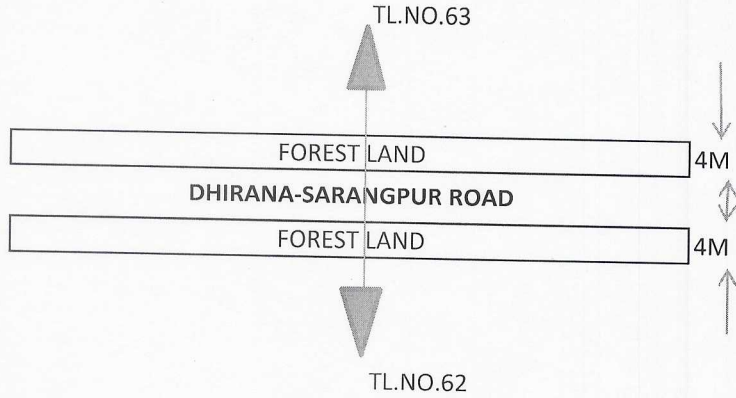 TL.NO.63
FOREST LAND
4M
DHIRANA-SARANGPUR ROAD
FOREST LAND
4M
TL.NO.62